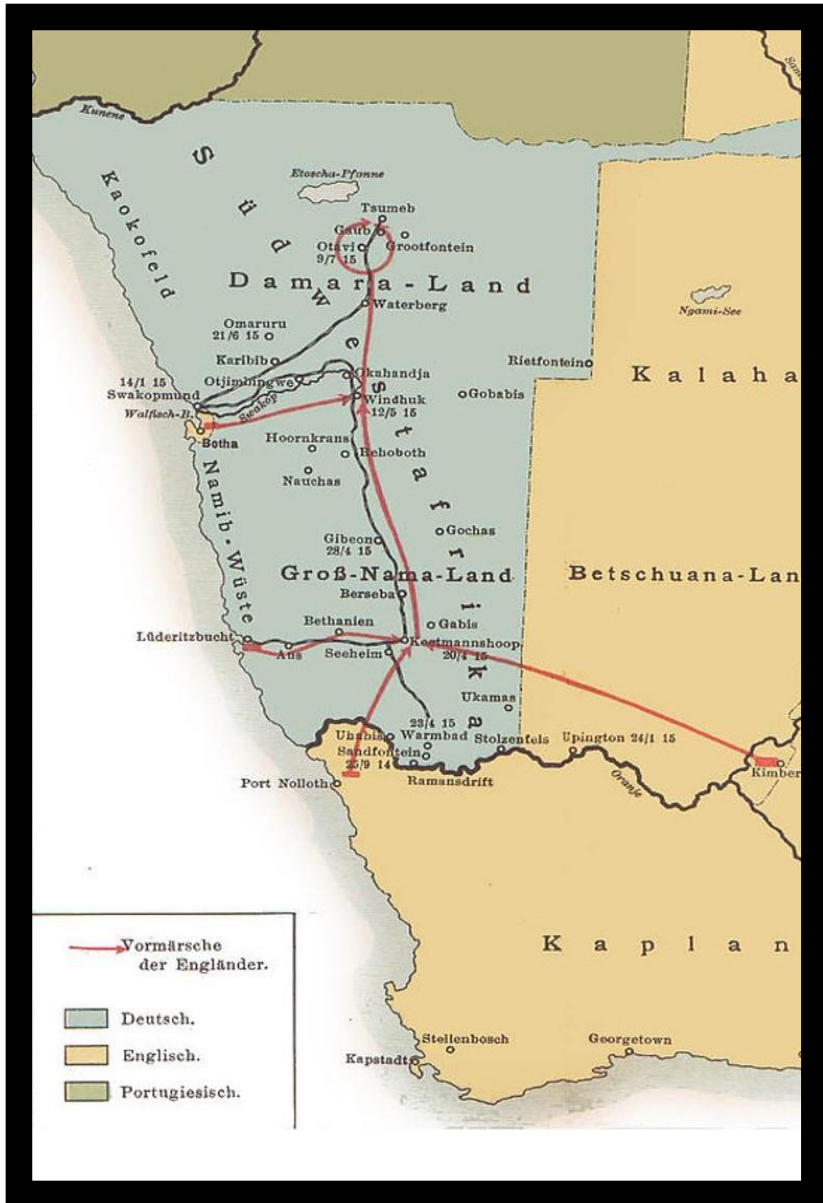 Kunene
Südwestafrika
Kaokofeld
Etoscha-Pfanne
Tsumeb
Gaub
Grootfontein
Otavi
9/7 15
Damara-Land
Waterberg
Ngami-See
Omaruru
21/6 15
Karibib
Rietfontein
Kalaha
14/1 15
Swakopmund
Otjimbingwe
Okahandja
Gobabis
Walfisch-B.
Swakop
Windhuk
12/5 15
Botha
Hoornkrans
Rehoboth
Nauchas
Namib-Wüste
Gochas
Gibeon
28/4 15
Groß-Nama-Land
Betschuana-Lan
Berseba
Bethanien
Gabis
Lüderitzbucht
Aus
Seeheim
Keetmannshoop
20/4 15
Ukamas
23/4 15
Warmbad
Uhabis
Sandfontein
25/9 14
Stolzenfels
Upington 24/1 15
Ramansdrift
Oranje
Kimber
Port Nolloth
Kaplan
Vormärsche
der Engländer.
Deutsch.
Englisch.
Portugiesisch.
Stellenbosch
Georgetown
Kapstadt